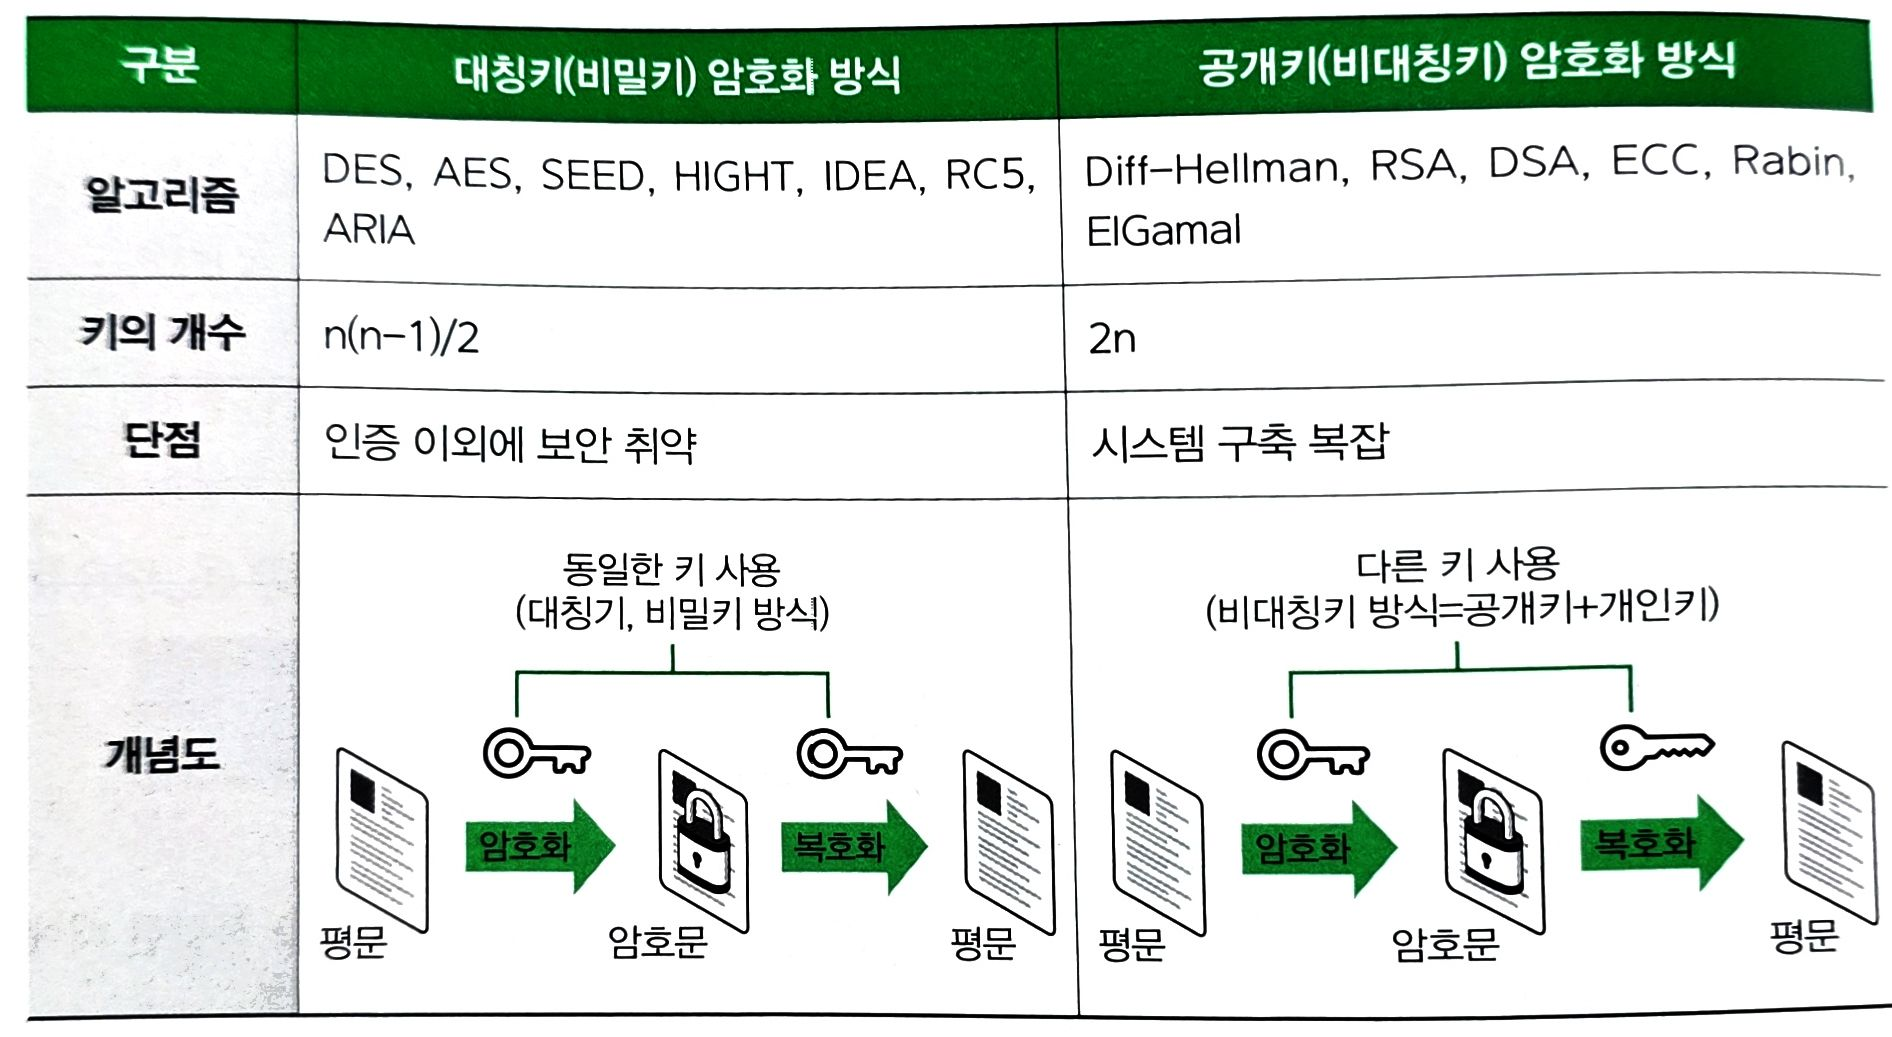 구분
대칭키(비밀키) 암호화 방식
공개키(비대칭키) 암호화 방식
알고리즘
DES, AES, SEED, HIGHT, IDEA, RC5,
ARIA
Diff-Hellman, RSA, DSA, ECC, Rabin,
ElGamal
키의 개수
n(n-1)/2
2n
단점
인증 이외에 보안 취약
시스템 구축 복잡
개념도
동일한 키 사용
(대칭기, 비밀키 방식)
암호화
복호화
평문
암호문
평문
다른 키 사용
(비대칭키 방식=공개키+개인키)
암호화
복호화
평문
암호문
평문